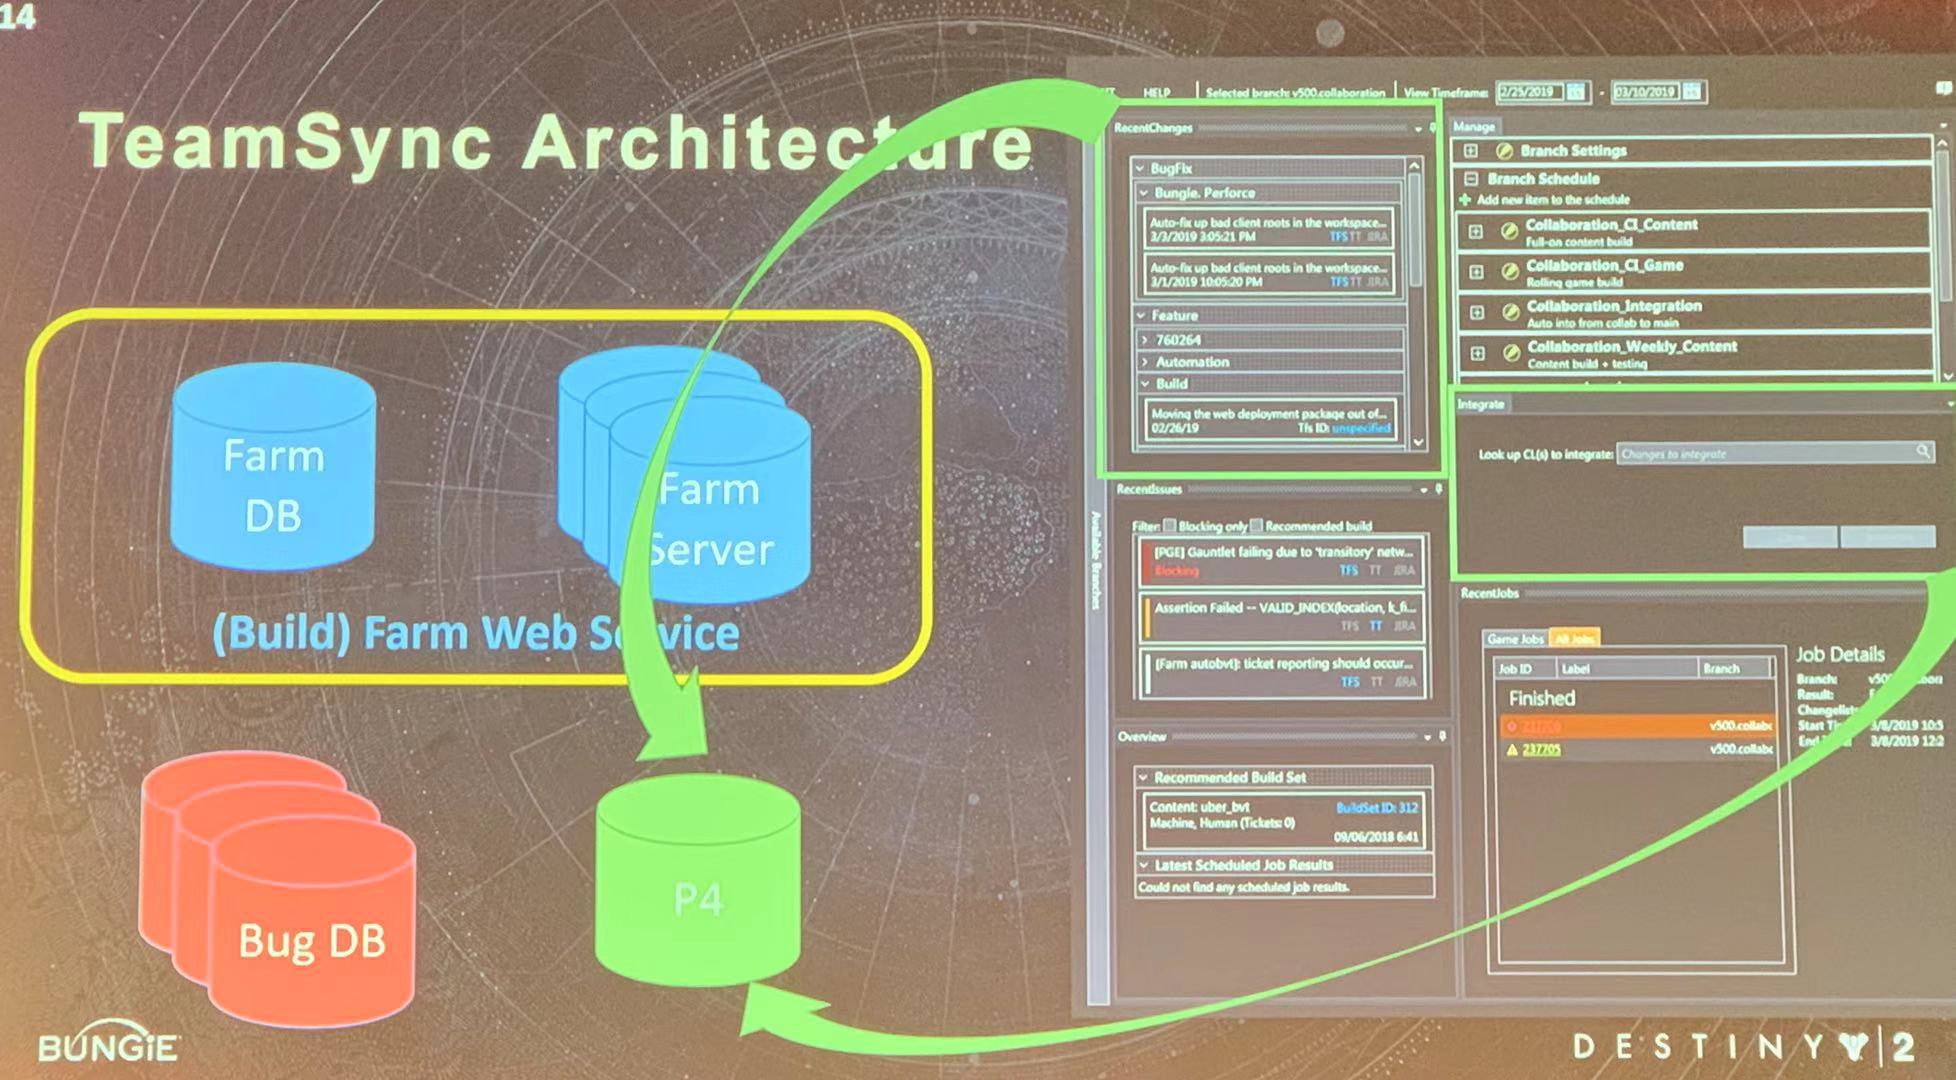 14
TeamSync Architecture
Farm
DB
Farm
Server
(Build) Farm Web Service
Bug DB
P4
BUNGiE
HELP
Selected branch: v500.collaboration
View Timeframe: 2/25/2019 - 03/10/2019
Available Branches
RecentChanges
BugFix
Bungie. Perforce
Auto-fix up bad client roots in the workspace...
3/3/2019 3:05:21 PM TFS TT JIRA
Auto-fix up bad client roots in the workspace...
3/1/2019 10:05:20 PM TFS TT JIRA
Feature
760264
Automation
Build
Moving the web deployment package out of...
02/26/19 Tfs ID: unspecified
RecentIssues
Filter: Blocking only Recommended build
[PGE] Gauntlet failing due to 'transitory' netw...
Blocking TFS TT JIRA
Assertion Failed -- VALID_INDEX(location, k_fi...
TFS TT JIRA
[Farm autobvt]: ticket reporting should occur...
TFS TT JIRA
Overview
Recommended Build Set
Content: uber_bvt BuildSet ID: 312
Machine, Human (Tickets: 0)
09/06/2018 6:41
Latest Scheduled Job Results
Could not find any scheduled job results.
Manage
Branch Settings
Branch Schedule
Add new item to the schedule
Collaboration_CI_Content
Full-on content build
Collaboration_CI_Game
Rolling game build
Collaboration_Integration
Auto into from collab to main
Collaboration_Weekly_Content
Content build + testing
Integrate
Look up CL(s) to integrate: Changes to integrate
RecentJobs
Game Jobs All Jobs
Job ID Label Branch
Finished
v500.collabc
237705 v500.collabc
Job Details
Branch:
Result:
Changelist:
Start Ti 3/8/2019 10:5
End 3/8/2019 12:2
DESTINY 2